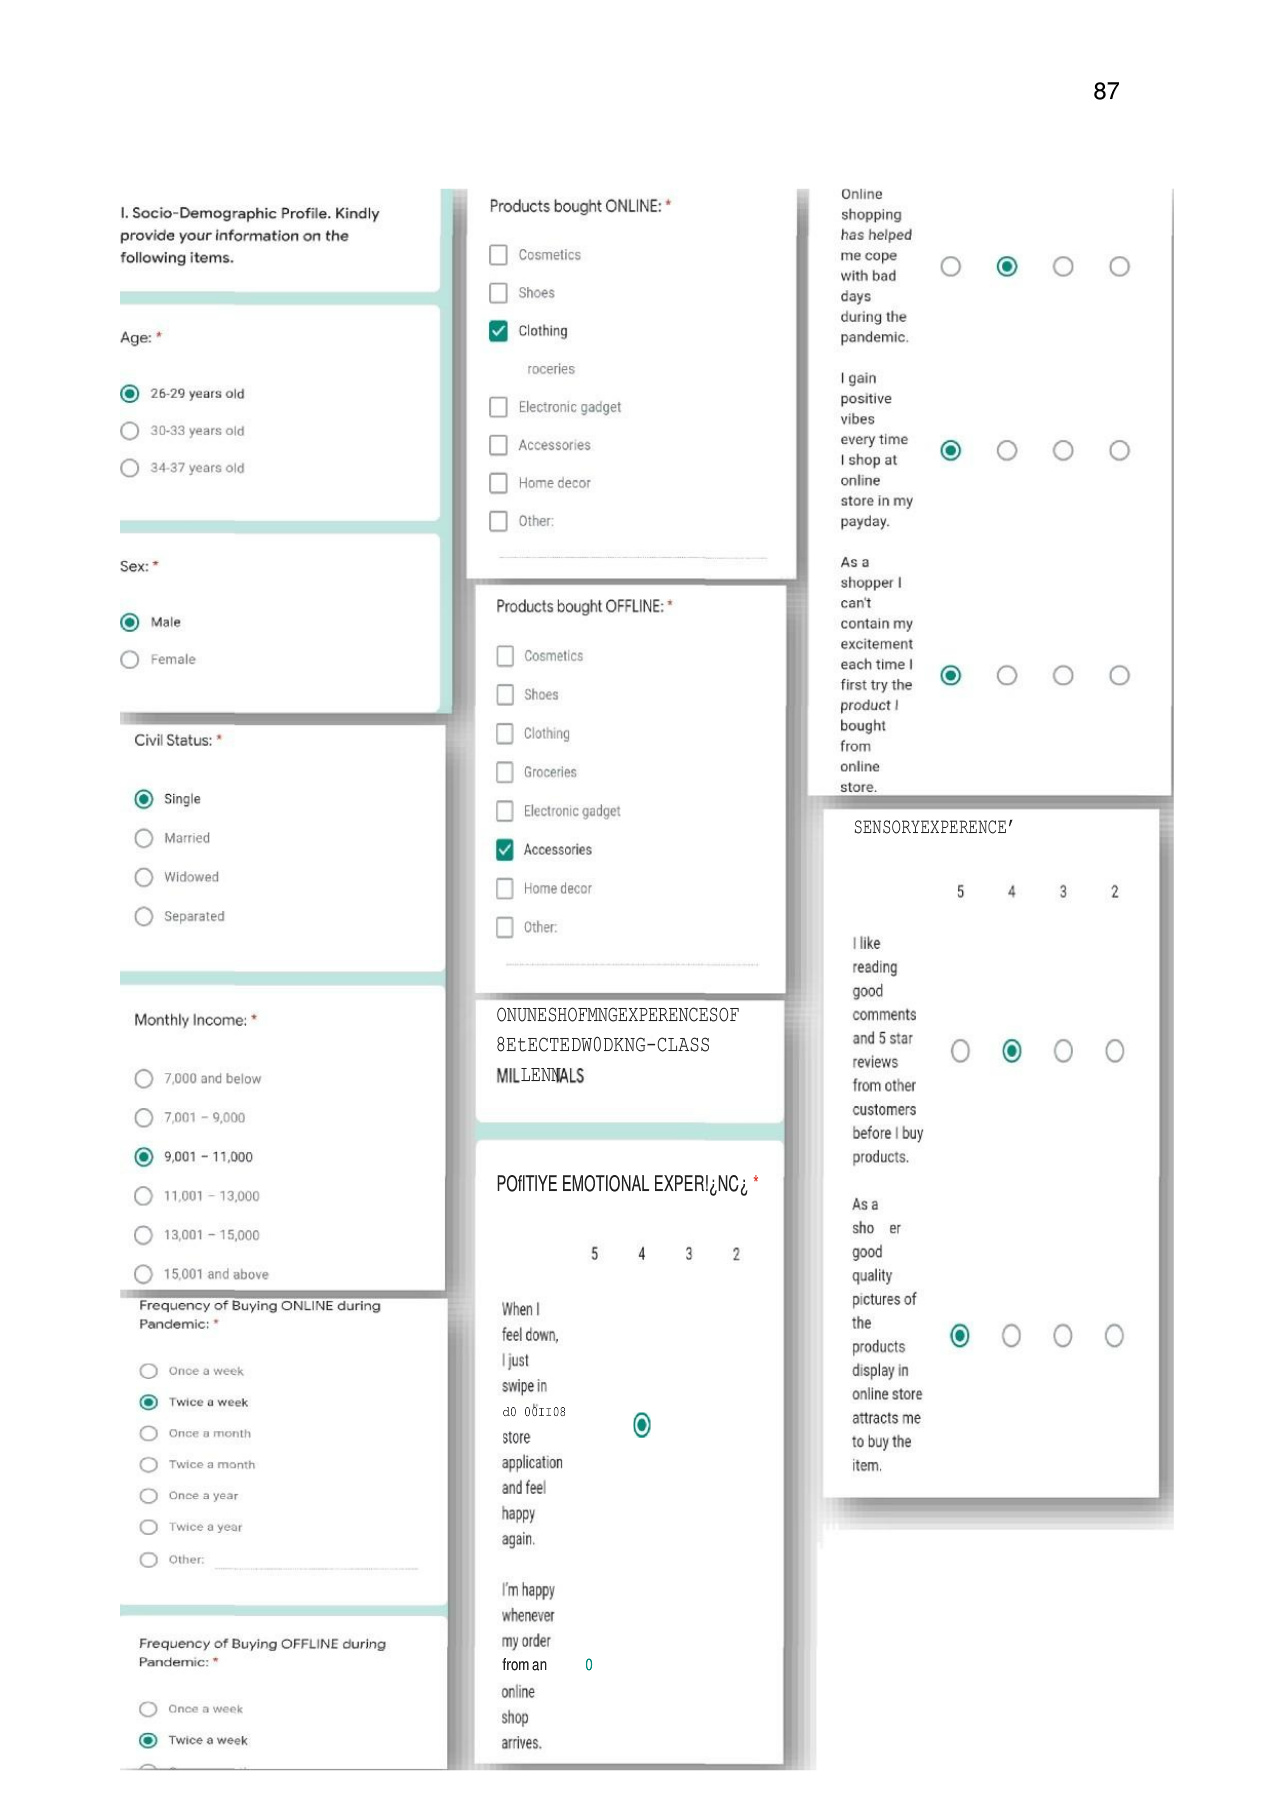 87
I. Socio-Demographic Profile. Kindly
provide your information on the
following items.
Age: *
26-29 years old
30-33 years old
34-37 years old
Sex: *
Male
Female
Civil Status: *
Single
Married
Widowed
Separated
Monthly Income: *
7,000 and below
7,001 – 9,000
9,001 – 11,000
11,001 – 13,000
13,001 – 15,000
15,001 and above
Frequency of Buying ONLINE during
Pandemic: *
Once a week
Twice a week
Once a month
Twice a month
Once a year
Twice a year
Other:
Frequency of Buying OFFLINE during
Pandemic: *
Once a week
Twice a week
Products bought ONLINE: *
Cosmetics
Shoes
Clothing
roceries
Electronic gadget
Accessories
Home decor
Other:
Products bought OFFLINE: *
Cosmetics
Shoes
Clothing
Groceries
Electronic gadget
Accessories
Home decor
Other:
ONUNESHOFMNGEXPERENCESOF
8EtECTEDW0DKNG-CLASS
MILLENNALS
POfITIYE EMOTIONAL EXPER!¿NC¿ *
5 4 3 2
When I
feel down,
I just
swipe in
d0 0öII08
store
application
and feel
happy
again.
I'm happy
whenever
my order
from an 0
online
shop
arrives.
Online
shopping
has helped
me cope
with bad
days
during the
pandemic.
I gain
positive
vibes
every time
I shop at
online
store in my
payday.
As a
shopper I
can't
contain my
excitement
each time I
first try the
product I
bought
from
online
store.
SENSORYEXPERENCE'
5 4 3 2
I like
reading
good
comments
and 5 star
reviews
from other
customers
before I buy
products.
As a
sho er
good
quality
pictures of
the
products
display in
online store
attracts me
to buy the
item.